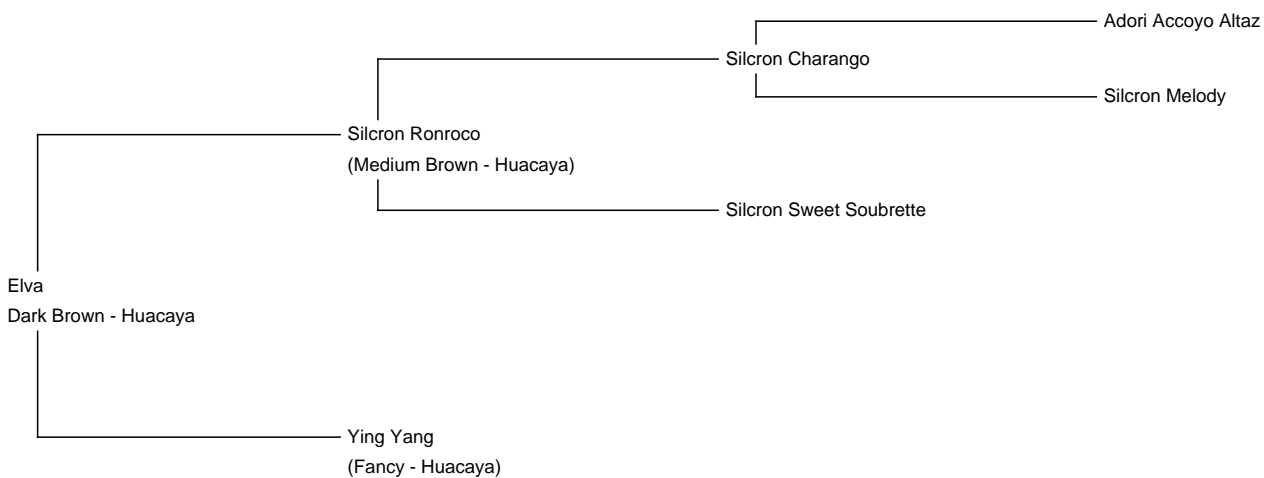 Adori Accoyo Altaz
Silcron Charango
Silcron Melody
Silcron Ronroco
(Medium Brown - Huacaya)
Silcron Sweet Soubrette
Elva
Dark Brown - Huacaya
Ying Yang
(Fancy - Huacaya)